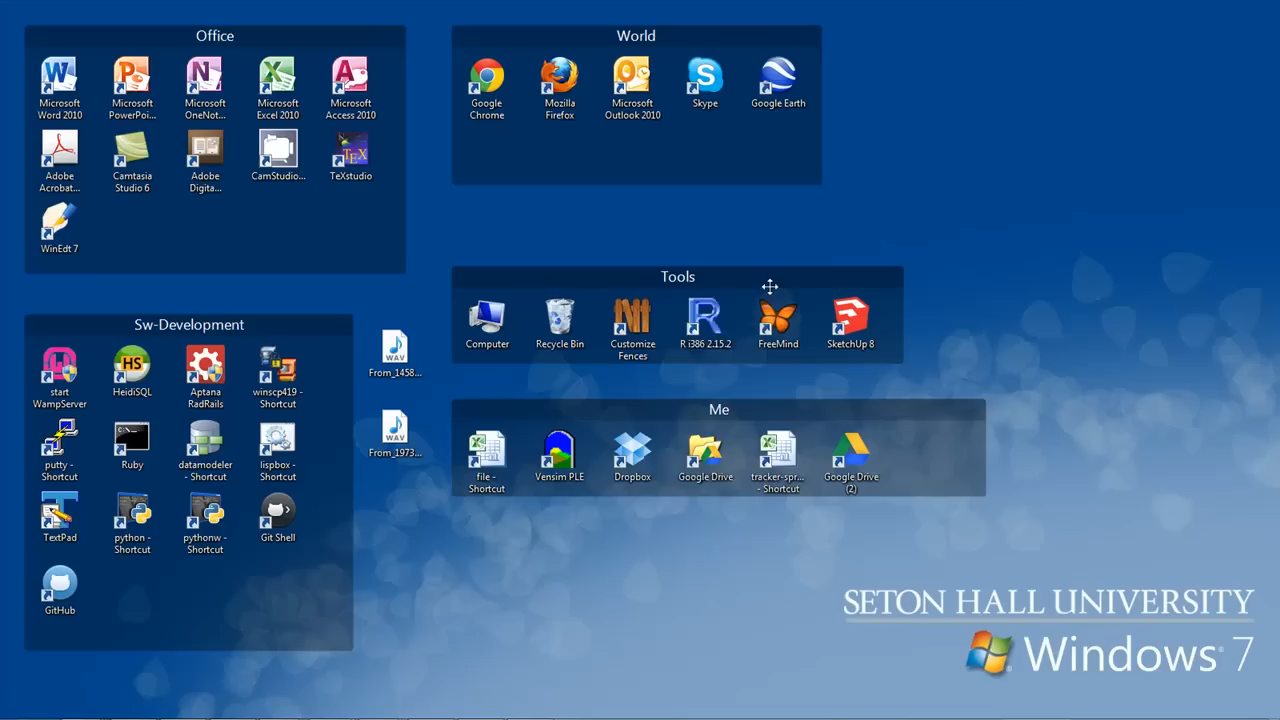 Office
Microsoft
Word 2010
Microsoft
PowerPoi...
Microsoft
OneNot...
Microsoft
Excel 2010
Microsoft
Access 2010
Adobe
Acrobat...
Camtasia
Studio 6
Adobe
Digita...
CamStudio...
TeXstudio
WinEdt 7
World
Google
Chrome
Mozilla
Firefox
Microsoft
Outlook 2010
Skype
Google Earth
Tools
Computer
Recycle Bin
Customize
Fences
R i386 2.15.2
FreeMind
SketchUp 8
Sw-Development
start
WampServer
HeidiSQL
Aptana
RadRails
winscp419 -
Shortcut
putty -
Shortcut
Ruby
datamodeler
- Shortcut
lispbox -
Shortcut
TextPad
python -
Shortcut
pythonw -
Shortcut
Git Shell
GitHub
WAV
From_1458...
WAV
From_1973...
Me
file -
Shortcut
Vensim PLE
Dropbox
Google Drive
tracker-spr...
- Shortcut
Google Drive
(2)
SETON HALL UNIVERSITY
Windows 7